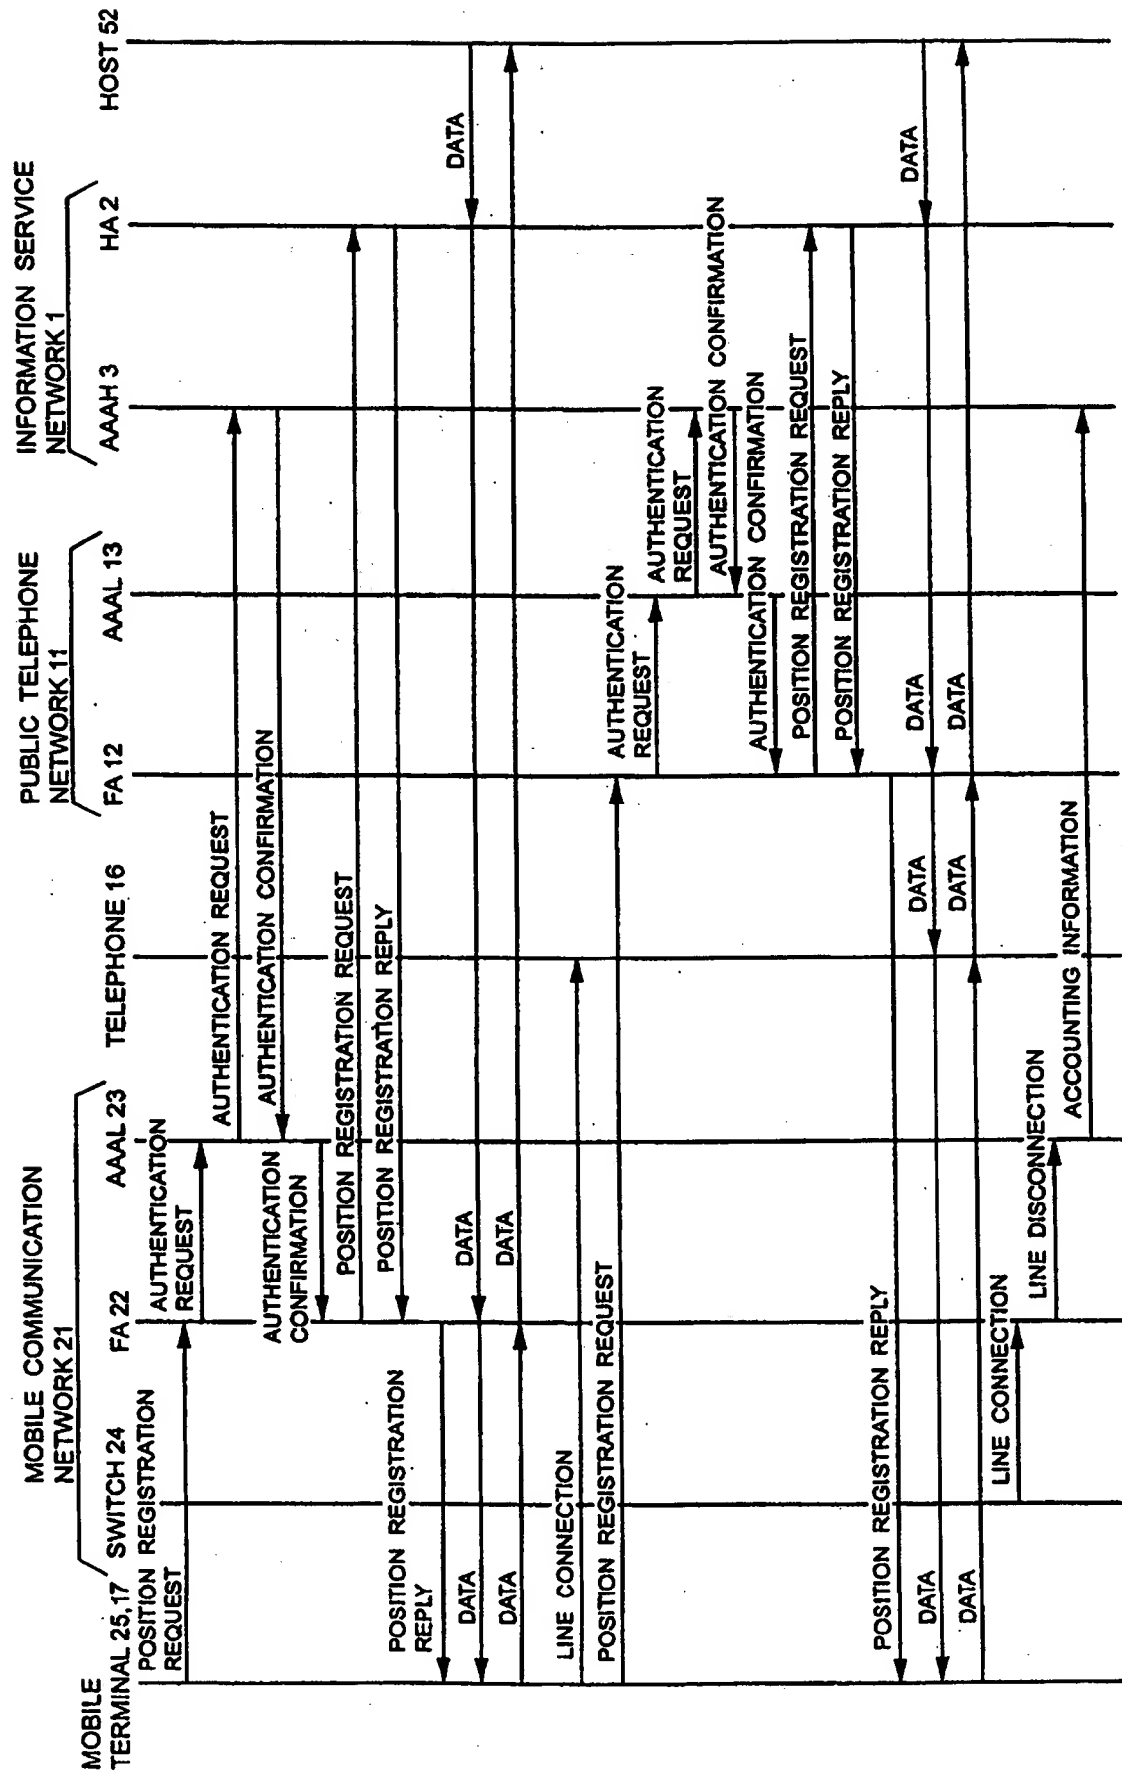 MOBILE COMMUNICATION
NETWORK 21
PUBLIC TELEPHONE
NETWORK 11
INFORMATION SERVICE
NETWORK 1
MOBILE
TERMINAL 25,17
SWITCH 24
FA 22
AAAL 23
TELEPHONE 16
FA 12
AAAL 13
AAAH 3
HA 2
HOST 52
POSITION REGISTRATION
REQUEST
AUTHENTICATION
REQUEST
AUTHENTICATION REQUEST
AUTHENTICATION CONFIRMATION
AUTHENTICATION
CONFIRMATION
POSITION REGISTRATION REQUEST
POSITION REGISTRATION REPLY
POSITION REGISTRATION
REPLY
DATA
DATA
DATA
DATA
DATA
LINE CONNECTION
POSITION REGISTRATION REQUEST
AUTHENTICATION
REQUEST
AUTHENTICATION
REQUEST
AUTHENTICATION CONFIRMATION
AUTHENTICATION CONFIRMATION
POSITION REGISTRATION REQUEST
POSITION REGISTRATION REPLY
POSITION REGISTRATION REPLY
DATA
DATA
DATA
DATA
DATA
DATA
DATA
LINE CONNECTION
LINE DISCONNECTION
ACCOUNTING INFORMATION